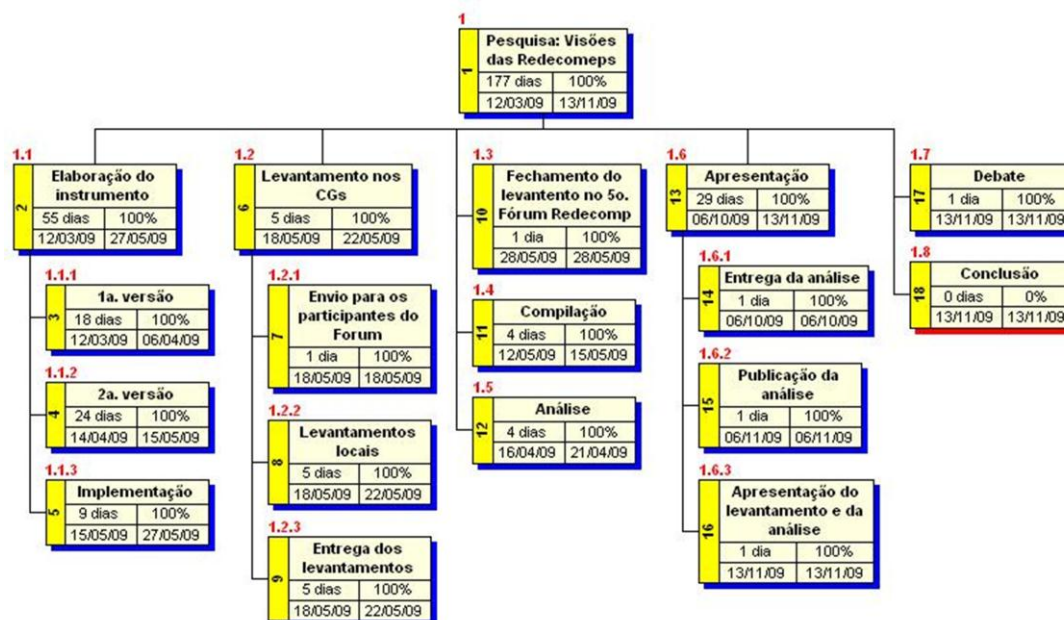 1
1
Pesquisa: Visões
das Redecomeps
177 dias 100%
12/03/09 13/11/09
1.1
2
Elaboração do
instrumento
55 dias 100%
12/03/09 27/05/09
1.1.1
3
1a. versão
18 dias 100%
12/03/09 06/04/09
1.1.2
4
2a. versão
24 dias 100%
14/04/09 15/05/09
1.1.3
5
Implementação
9 dias 100%
15/05/09 27/05/09
1.2
6
Levantamento nos
CGs
5 dias 100%
18/05/09 22/05/09
1.2.1
7
Envio para os
participantes do
Forum
1 dia 100%
18/05/09 18/05/09
1.2.2
8
Levantamentos
locais
5 dias 100%
18/05/09 22/05/09
1.2.3
9
Entrega dos
levantamentos
5 dias 100%
18/05/09 22/05/09
1.3
10
Fechamento do
levantento no 5o.
Fórum Redecomp
1 dia 100%
28/05/09 28/05/09
1.4
11
Compilação
4 dias 100%
12/05/09 15/05/09
1.5
12
Análise
4 dias 100%
16/04/09 21/04/09
1.6
13
Apresentação
29 dias 100%
06/10/09 13/11/09
1.6.1
14
Entrega da análise
1 dia 100%
06/10/09 06/10/09
1.6.2
15
Publicação da
análise
1 dia 100%
06/11/09 06/11/09
1.6.3
16
Apresentação do
levantamento e da
análise
1 dia 100%
13/11/09 13/11/09
1.7
17
Debate
1 dia 100%
13/11/09 13/11/09
1.8
18
Conclusão
0 dias 0%
13/11/09 13/11/09